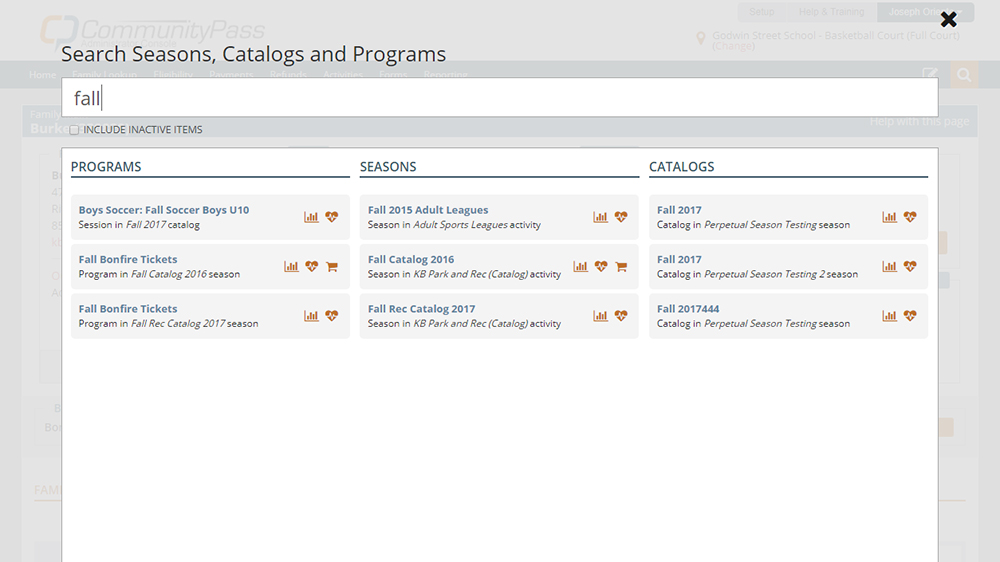 CommunityPass
Setup
Help & Training
Godwin Street School - Basketball Court (Full Court)
(Change)
Search Seasons, Catalogs and Programs
Home
Family Lookup
Eligibility
Payments
Refunds
Activities
Forms
Reporting
fall
INCLUDE INACTIVE ITEMS
Help with this page
PROGRAMS
Boys Soccer: Fall Soccer Boys U10
Session in Fall 2017 catalog
Fall Bonfire Tickets
Program in Fall Catalog 2016 season
Fall Bonfire Tickets
Program in Fall Rec Catalog 2017 season
SEASONS
Fall 2015 Adult Leagues
Season in Adult Sports Leagues activity
Fall Catalog 2016
Season in KB Park and Rec (Catalog) activity
Fall Rec Catalog 2017
Season in KB Park and Rec (Catalog) activity
CATALOGS
Fall 2017
Catalog in Perpetual Season Testing season
Fall 2017
Catalog in Perpetual Season Testing 2 season
Fall 2017444
Catalog in Perpetual Season Testing season